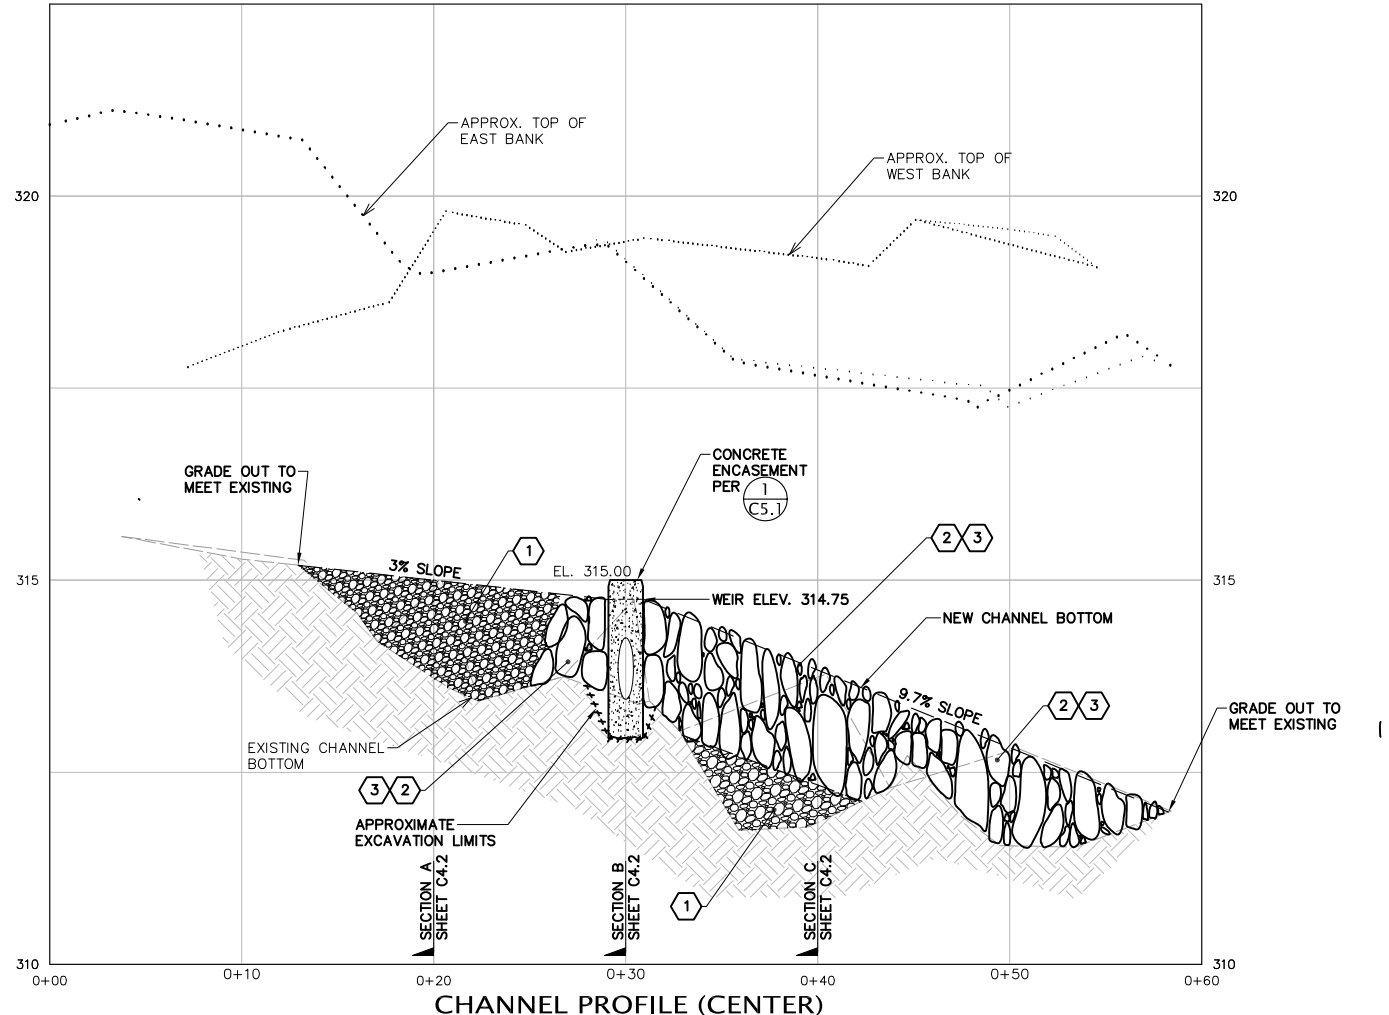 APPROX. TOP OF
EAST BANK
APPROX. TOP OF
WEST BANK
320
320
CONCRETE
ENCASEMENT
PER
1
C5.1
GRADE OUT TO
MEET EXISTING
1
2 3
3% SLOPE
EL. 315.00
315
315
WEIR ELEV. 314.75
NEW CHANNEL BOTTOM
9.7% SLOPE
2 3
GRADE OUT TO
MEET EXISTING
EXISTING CHANNEL
BOTTOM
3 2
APPROXIMATE
EXCAVATION LIMITS
1
SECTION A
SHEET C4.2
SECTION B
SHEET C4.2
SECTION C
SHEET C4.2
310
310
0+00
0+10
0+20
0+30
0+40
0+50
0+60
CHANNEL PROFILE (CENTER)